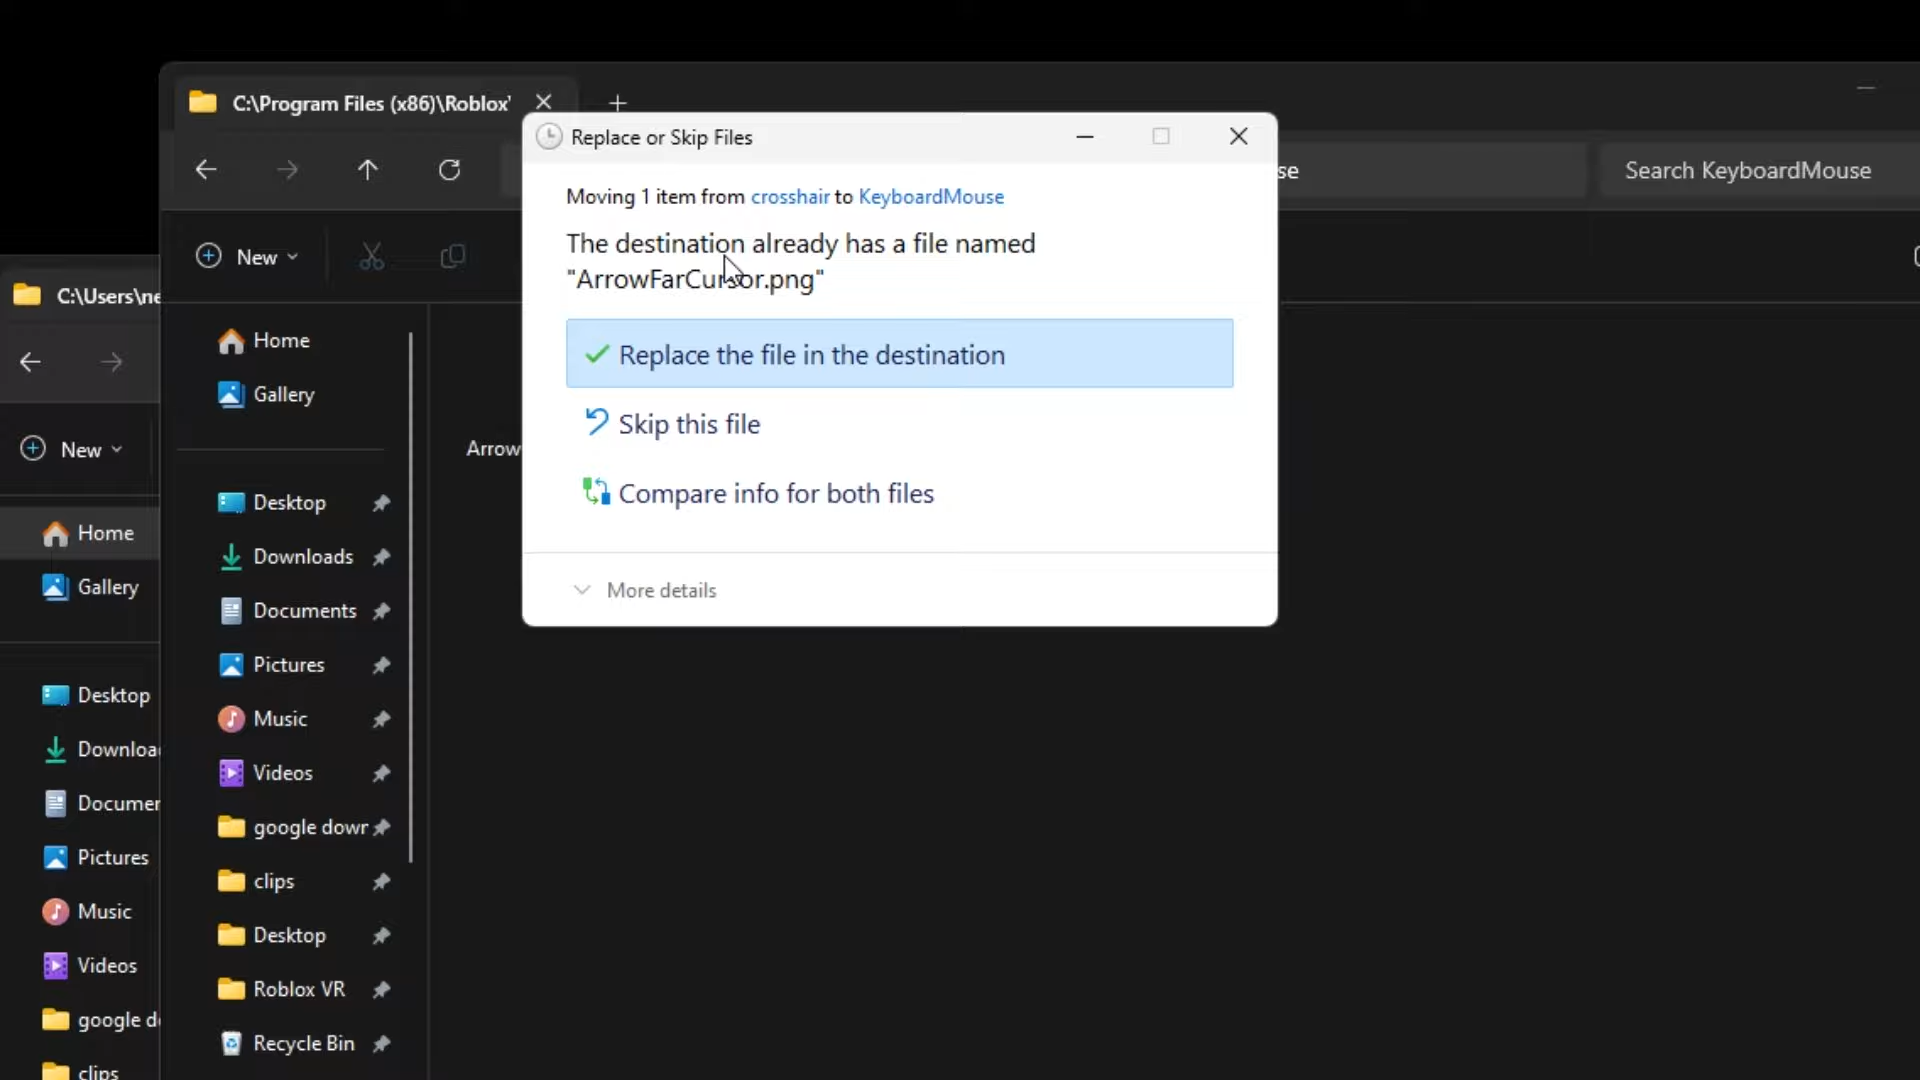 C:\Program Files (x86)\Roblox\
Replace or Skip Files
Moving 1 item from crosshair to KeyboardMouse
The destination already has a file named
"ArrowFarCursor.png"
Replace the file in the destination
Skip this file
Compare info for both files
More details
se
Search KeyboardMouse
New
Home
Gallery
Arrow
Desktop
Downloads
Documents
Pictures
Music
Videos
google down
clips
Desktop
Roblox VR
Recycle Bin
C:\Users\ne
New
Home
Gallery
Desktop
Downloa
Documen
Pictures
Music
Videos
google d
clips